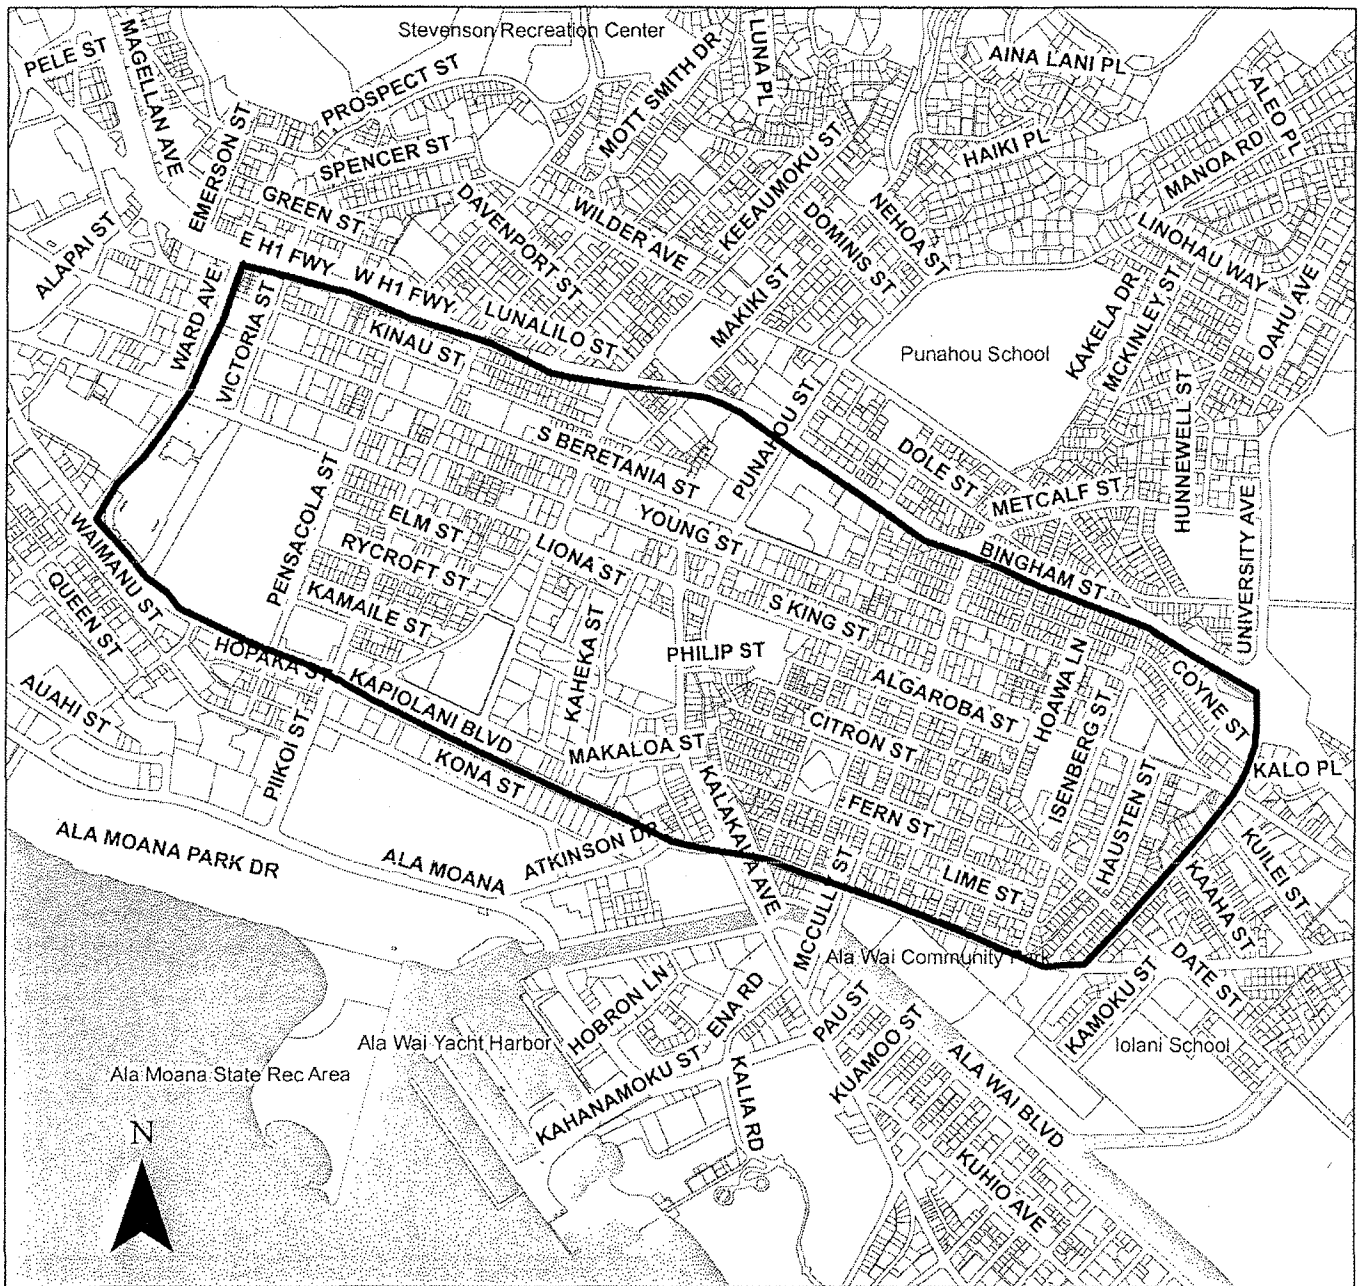 Stevenson Recreation Center
PELE ST
MAGELLAN AVE
PROSPECT ST
MOTT SMITH DR
LUNA PL
AINA LANI PL
ALEO PL
EMERSON ST
SPENCER ST
KEEAUMOKU ST
HAIKI PL
MANOA RD
GREEN ST
DAVENPORT ST
WILDER AVE
DOMINIS ST
NEHOA ST
LINOHAU WAY
ALAPAI ST
E H1 FWY
W H1 FWY
LUNALILO ST
MAKIKI ST
KAKELA DR
MCKINLEY ST
OAHU AVE
WARD AVE
VICTORIA ST
KINAU ST
Punahou School
HUNNEWELL ST
S BERETANIA ST
PUNAHOU ST
DOLE ST
METCALF ST
UNIVERSITY AVE
PENSACOLA ST
ELM ST
YOUNG ST
BINGHAM ST
WAIMANU ST
RYCROFT ST
LIONA ST
QUEEN ST
KAMAILE ST
KAHEKA ST
S KING ST
HOPAKA ST
PHILIP ST
HOAWA LN
COYNE ST
AUAHI ST
KAPIOLANI BLVD
ALGAROBA ST
ISENBERG ST
PIIKOI ST
KONA ST
MAKALOA ST
CITRON ST
KALO PL
KALAKAUA AVE
FERN ST
HAUSTEN ST
KUILEI ST
ALA MOANA PARK DR
ALA MOANA
ATKINSON DR
LIME ST
KAAHA ST
MCCULLY ST
Ala Wai Community Park
DATE ST
HOBRON LN
ENA RD
PAU ST
KAMOKU ST
Ala Wai Yacht Harbor
KUAMOO ST
ALA WAI BLVD
Iolani School
Ala Moana State Rec Area
KAHANAMOKU ST
KALIA RD
N
KUHIO AVE